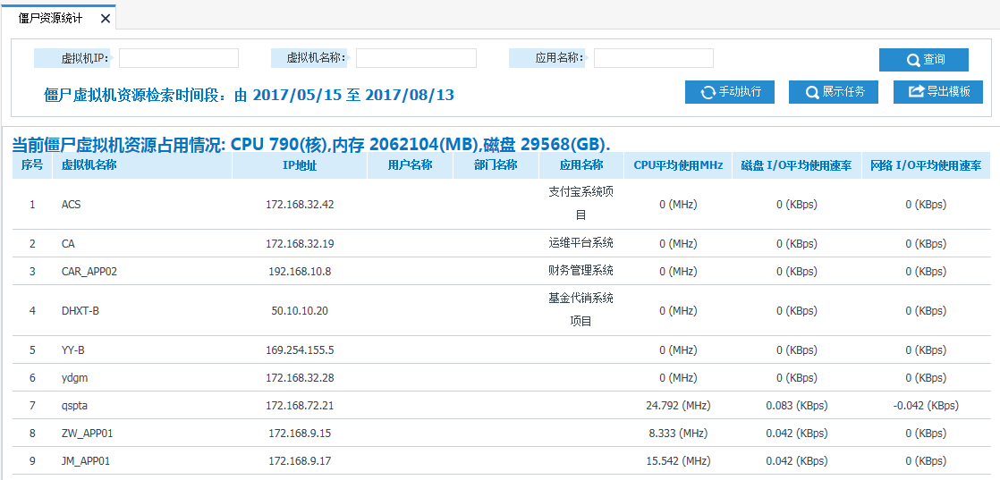 僵尸资源统计
虚拟机IP: 虚拟机名称: 应用名称: 查询
僵尸虚拟机资源检索时间段：由 2017/05/15 至 2017/08/13 手动执行 展示任务 导出模板
当前僵尸虚拟机资源占用情况: CPU 790(核),内存 2062104(MB),磁盘 29568(GB).
序号 虚拟机名称 IP地址 用户名称 部门名称 应用名称 CPU平均使用MHz 磁盘 I/O平均使用速率 网络 I/O平均使用速率
支付宝系统项
1 ACS 172.168.32.42 0 (MHz) 0 (KBps) 0 (KBps)
目
2 CA 172.168.32.19 运维平台系统 0 (MHz) 0 (KBps) 0 (KBps)
3 CAR_APP02 192.168.10.8 财务管理系统 0 (MHz) 0 (KBps) 0 (KBps)
基金代销系统
4 DHXT-B 50.10.10.20 0 (MHz) 0 (KBps) 0 (KBps)
项目
5 YY-B 169.254.155.5 0 (MHz) 0 (KBps) 0 (KBps)
6 ydgm 172.168.32.28 0 (MHz) 0 (KBps) 0 (KBps)
7 qspta 172.168.72.21 24.792 (MHz) 0.083 (KBps) -0.042 (KBps)
8 ZW_APP01 172.168.9.15 8.333 (MHz) 0.042 (KBps) 0 (KBps)
9 JM_APP01 172.168.9.17 15.542 (MHz) 0.042 (KBps) 0 (KBps)